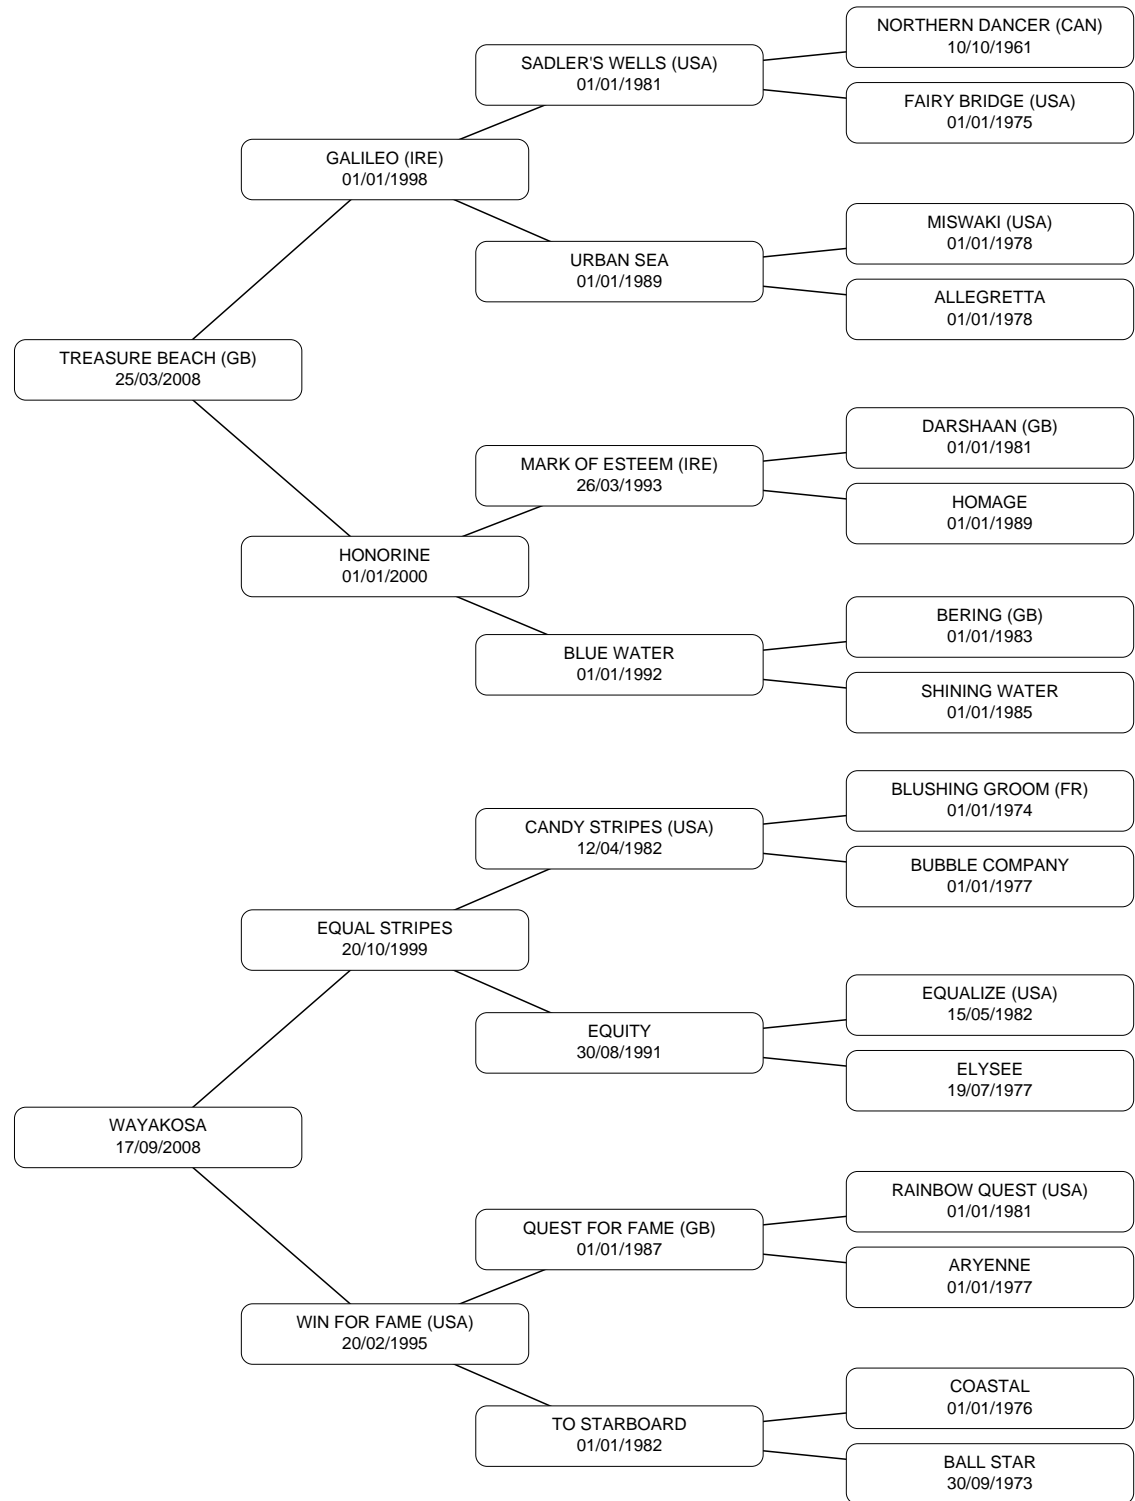 NORTHERN DANCER (CAN)
10/10/1961
SADLER'S WELLS (USA)
01/01/1981
FAIRY BRIDGE (USA)
01/01/1975
GALILEO (IRE)
01/01/1998
MISWAKI (USA)
01/01/1978
URBAN SEA
01/01/1989
ALLEGRETTA
01/01/1978
TREASURE BEACH (GB)
25/03/2008
DARSHAAN (GB)
01/01/1981
MARK OF ESTEEM (IRE)
26/03/1993
HOMAGE
01/01/1989
HONORINE
01/01/2000
BERING (GB)
01/01/1983
BLUE WATER
01/01/1992
SHINING WATER
01/01/1985
BLUSHING GROOM (FR)
01/01/1974
CANDY STRIPES (USA)
12/04/1982
BUBBLE COMPANY
01/01/1977
EQUAL STRIPES
20/10/1999
EQUALIZE (USA)
15/05/1982
EQUITY
30/08/1991
ELYSEE
19/07/1977
WAYAKOSA
17/09/2008
RAINBOW QUEST (USA)
01/01/1981
QUEST FOR FAME (GB)
01/01/1987
ARYENNE
01/01/1977
WIN FOR FAME (USA)
20/02/1995
COASTAL
01/01/1976
TO STARBOARD
01/01/1982
BALL STAR
30/09/1973